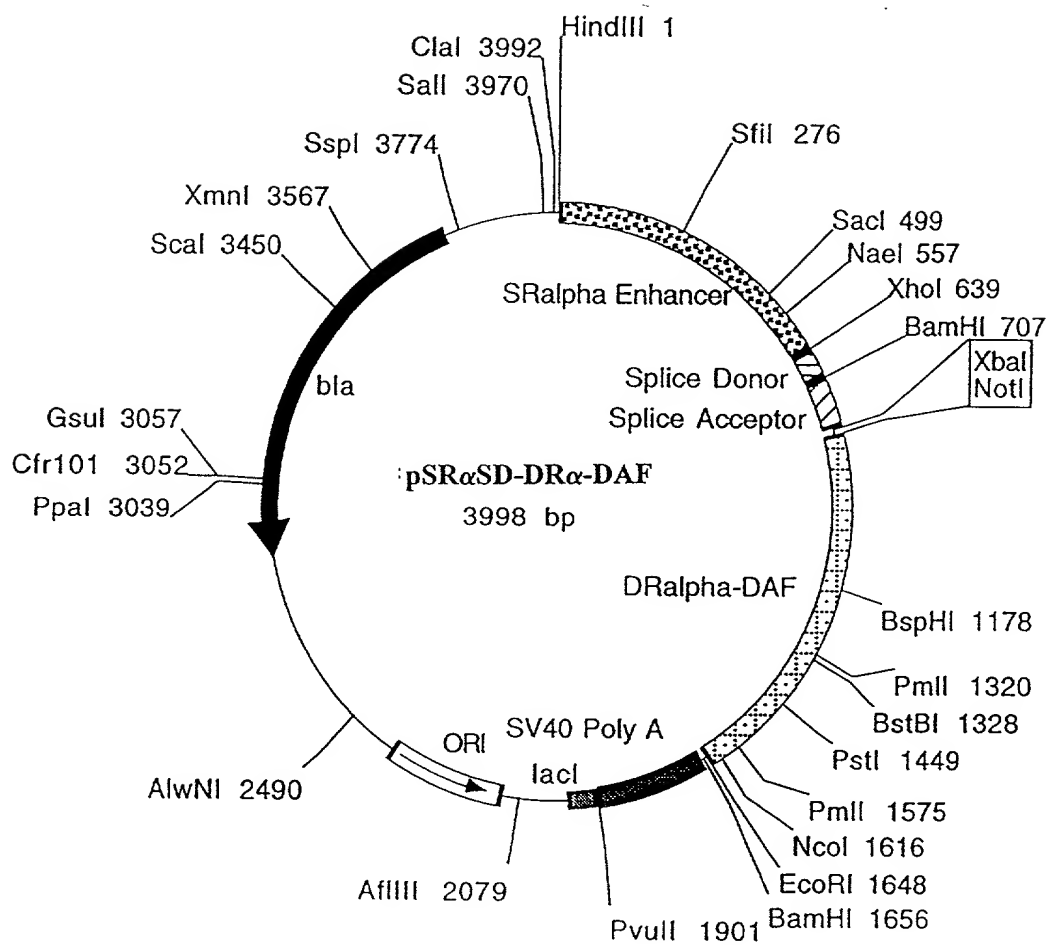 HindIII 1
ClaI 3992
SalI 3970
SspI 3774
SfiI 276
XmnI 3567
ScaI 3450
SacI 499
NaeI 557
XhoI 639
BamHI 707
XbaI
NotI
SRalpha Enhancer
Splice Donor
Splice Acceptor
bla
GsuI 3057
Cfr101 3052
PpaI 3039
pSRαSD-DRα-DAF
3998 bp
DRalpha-DAF
BspHI 1178
PmlI 1320
BstBI 1328
PstI 1449
PmlI 1575
NcoI 1616
EcoRI 1648
BamHI 1656
SV40 Poly A
ORI
lacI
AlwNI 2490
AflIII 2079
PvuII 1901